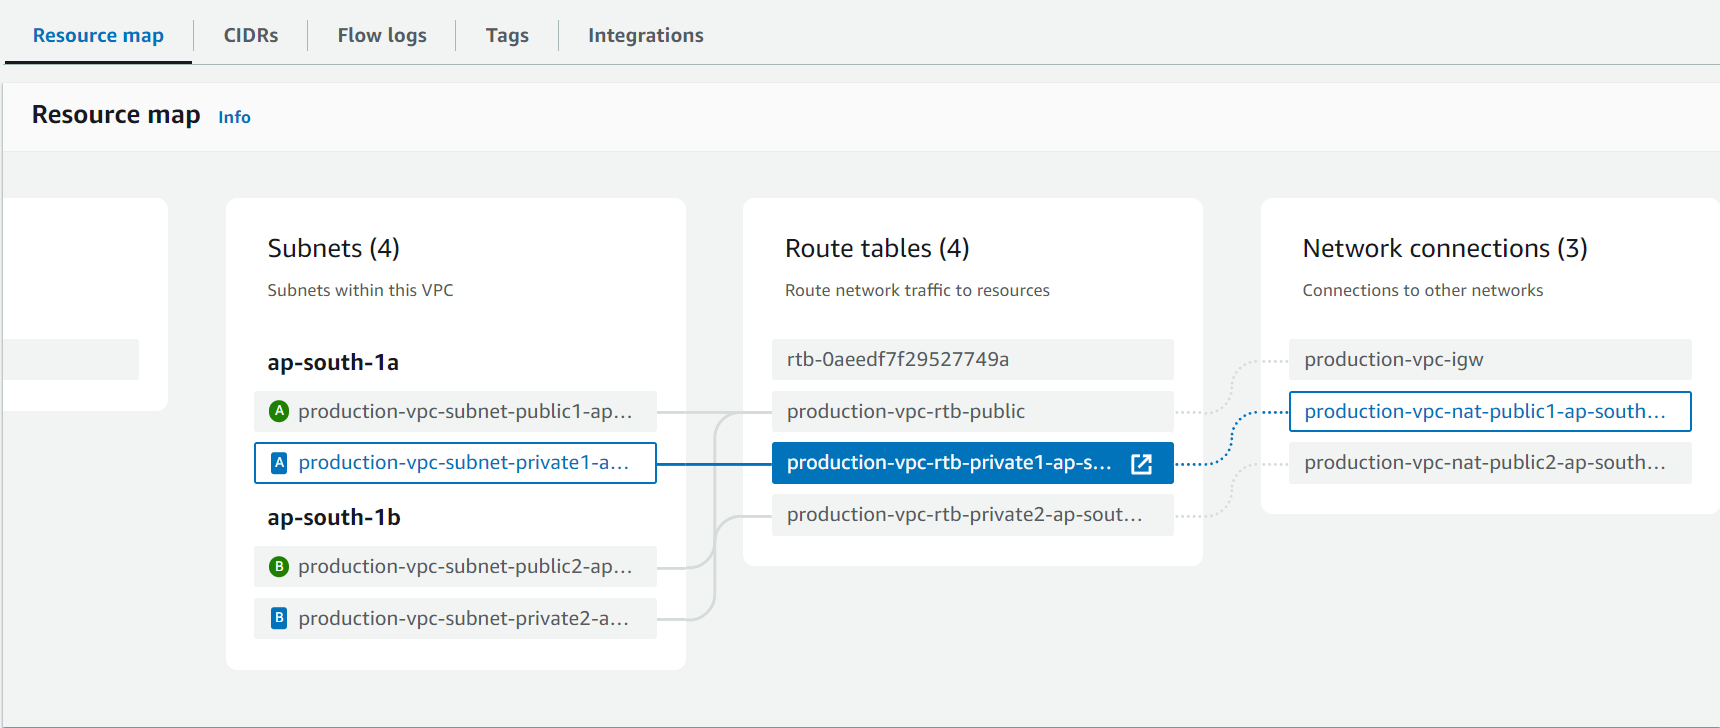 Resource map
CIDRs
Flow logs
Tags
Integrations
Resource map Info
Subnets (4)
Subnets within this VPC
ap-south-1a
A production-vpc-subnet-public1-ap...
A production-vpc-subnet-private1-a...
ap-south-1b
B production-vpc-subnet-public2-ap...
B production-vpc-subnet-private2-a...
Route tables (4)
Route network traffic to resources
rtb-0aeedf7f29527749a
production-vpc-rtb-public
production-vpc-rtb-private1-ap-s...
production-vpc-rtb-private2-ap-sout...
Network connections (3)
Connections to other networks
production-vpc-igw
production-vpc-nat-public1-ap-south...
production-vpc-nat-public2-ap-south...